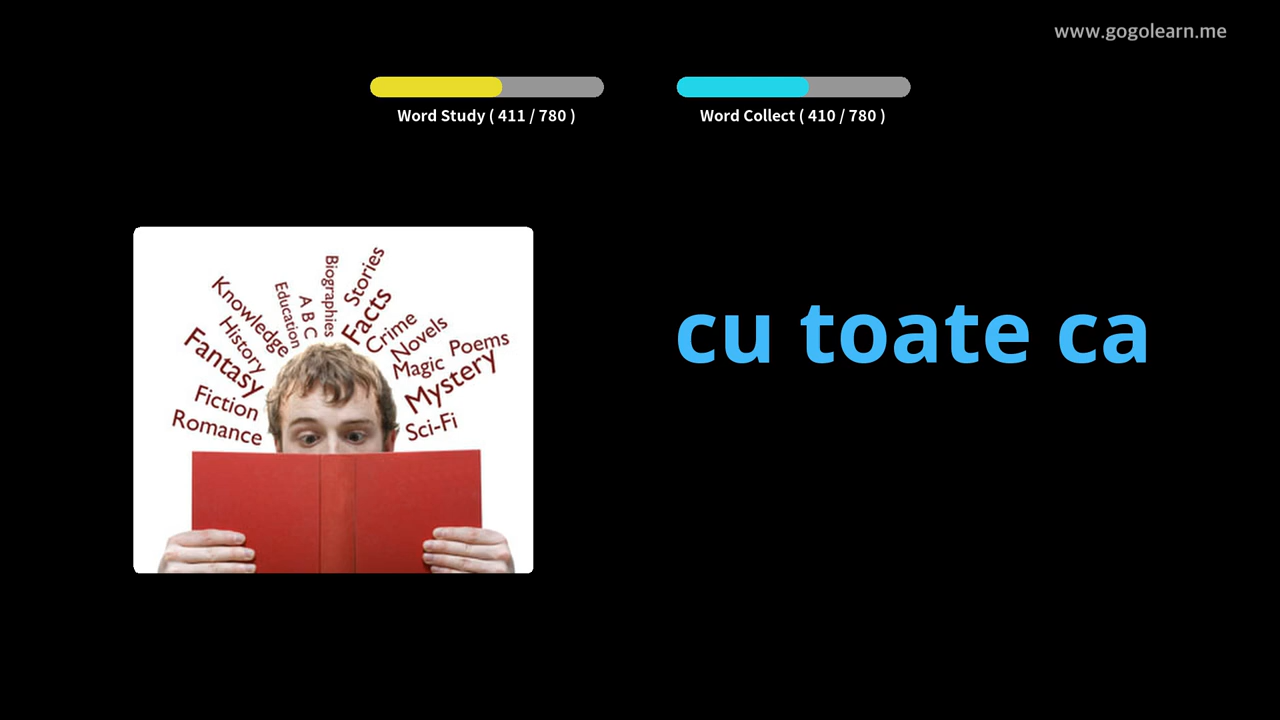 www.gogolearn.me
Word Study ( 411 / 780 )
Word Collect ( 410 / 780 )
cu toate ca
Knowledge
History
Fantasy
Fiction
Romance
Education
A B C
Biographies
Stories
Facts
Crime
Novels
Magic
Poems
Mystery
Sci-Fi